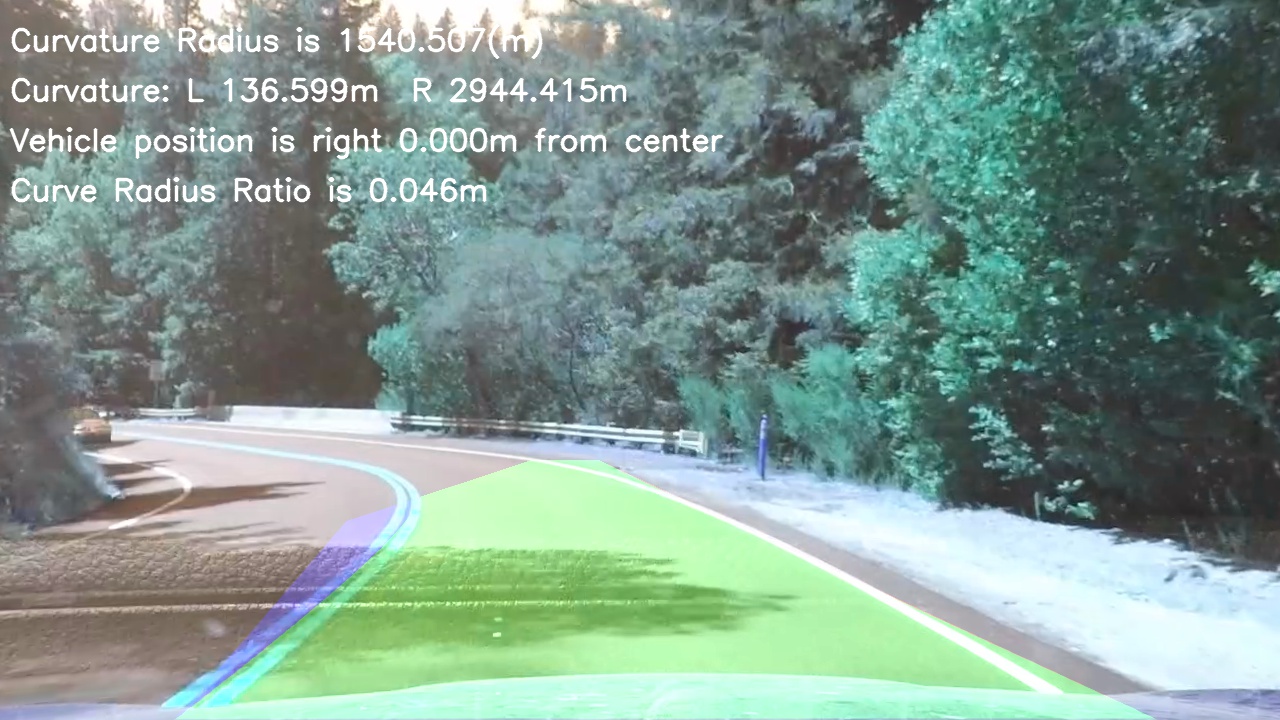 Curvature Radius is 1540.507(m)
Curvature: L 136.599m R 2944.415m
Vehicle position is right 0.000m from center
Curve Radius Ratio is 0.046m